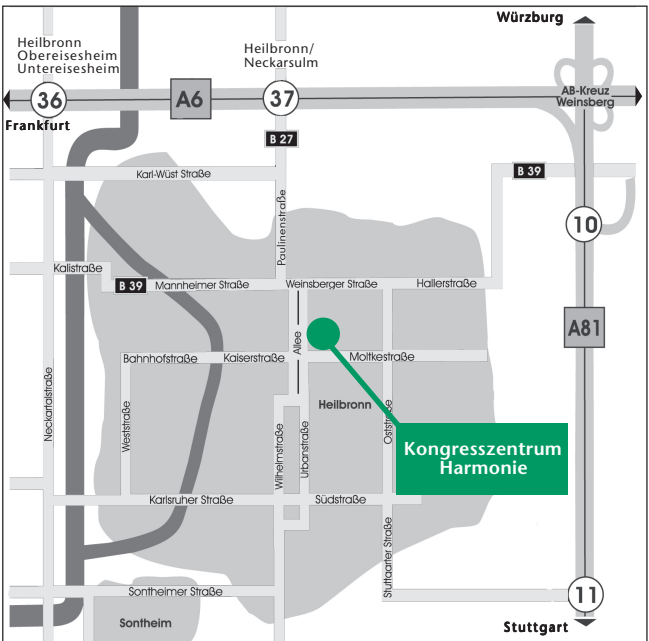 Würzburg
Heilbronn
Obereisesheim
Untereisesheim
Heilbronn/
Neckarsulm
36
A6
37
AB-Kreuz
Weinsberg
Frankfurt
B 27
Karl-Wüst Straße
B 39
Paulinenstraße
10
Kalistraße
B 39
Mannheimer Straße
Weinsberger Straße
Hallerstraße
A81
Allee
Bahnhofstraße
Kaiserstraße
Moltkestraße
Neckartalstraße
Weststraße
Heilbronn
Oststraße
Wilhelmstraße
Urbanstraße
Kongresszentrum
Harmonie
Karlsruher Straße
Südstraße
Stuttgarter Straße
Sontheimer Straße
11
Sontheim
Stuttgart